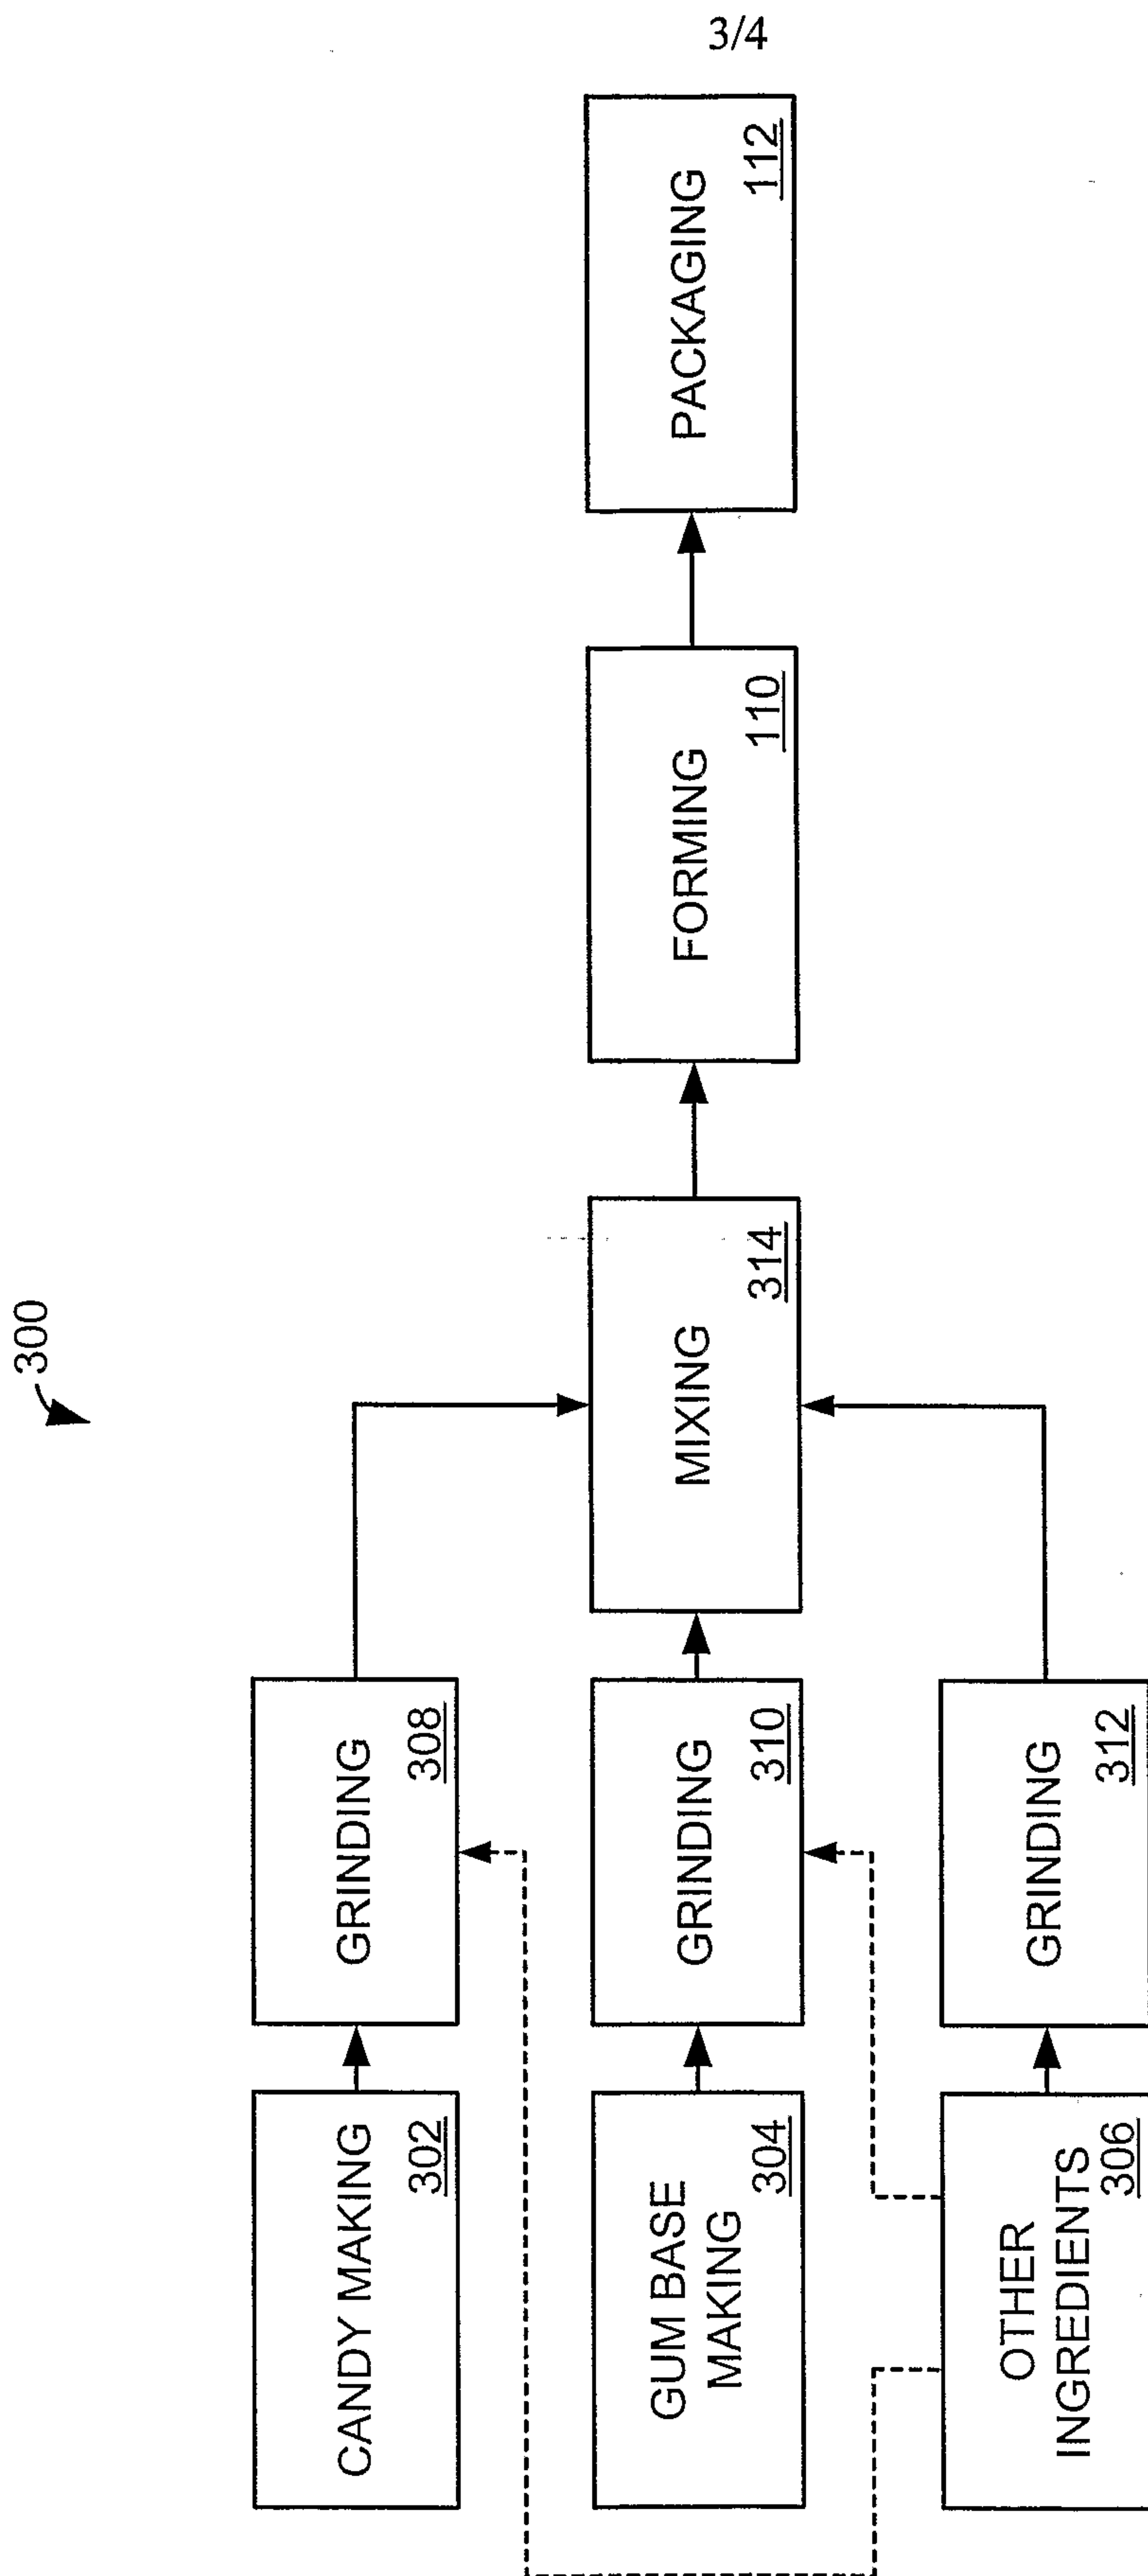 3/4
300
CANDY MAKING
302
GRINDING
308
GUM BASE
MAKING
304
GRINDING
310
MIXING
314
FORMING
110
PACKAGING
112
OTHER
INGREDIENTS
306
GRINDING
312